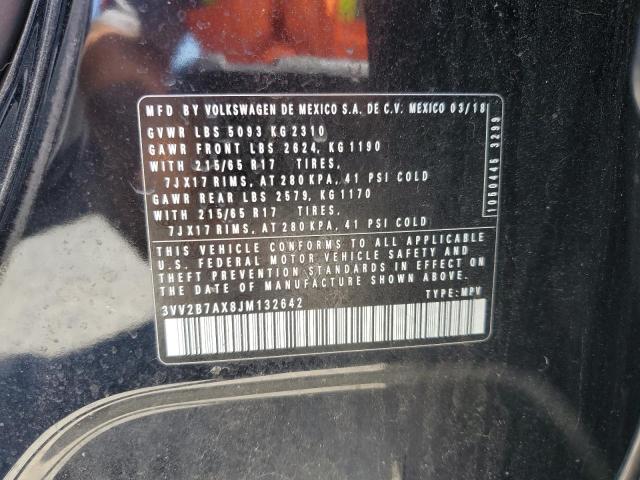 MFD BY VOLKSWAGEN DE MEXICO S.A. DE C.V. MEXICO 03/18
GVWR LBS 5093 KG 2310
GAWR FRONT LBS 2624, KG 1190
WITH 215/65 R17 TIRES,
7JX17 RIMS, AT 280 KPA, 41 PSI COLD
GAWR REAR LBS 2579, KG 1170
WITH 215/65 R17 TIRES,
7JX17 RIMS, AT 280 KPA, 41 PSI COLD
THIS VEHICLE CONFORMS TO ALL APPLICABLE
U.S. FEDERAL MOTOR VEHICLE SAFETY AND
THEFT PREVENTION STANDARDS IN EFFECT
ON THE DATE OF MANUFACTURE SHOWN ABOVE.
3VV2B7AX8JM132642 TYPE: MPV
1060445 3299